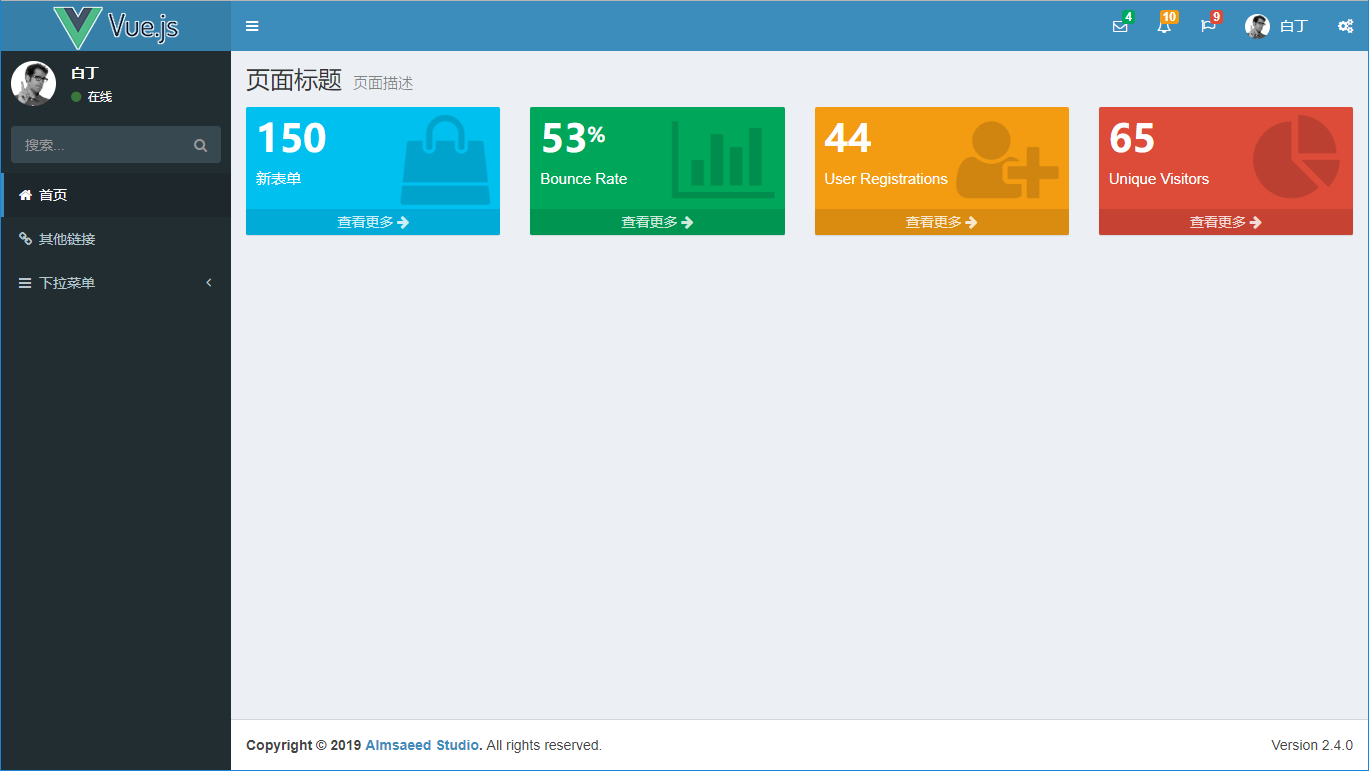 Vue.js
4
10
9
白丁
白丁
在线
搜索...
首页
其他链接
下拉菜单
页面标题 页面描述
150
新表单
查看更多
53%
Bounce Rate
查看更多
44
User Registrations
查看更多
65
Unique Visitors
查看更多
Copyright © 2019 Almsaeed Studio. All rights reserved.
Version 2.4.0